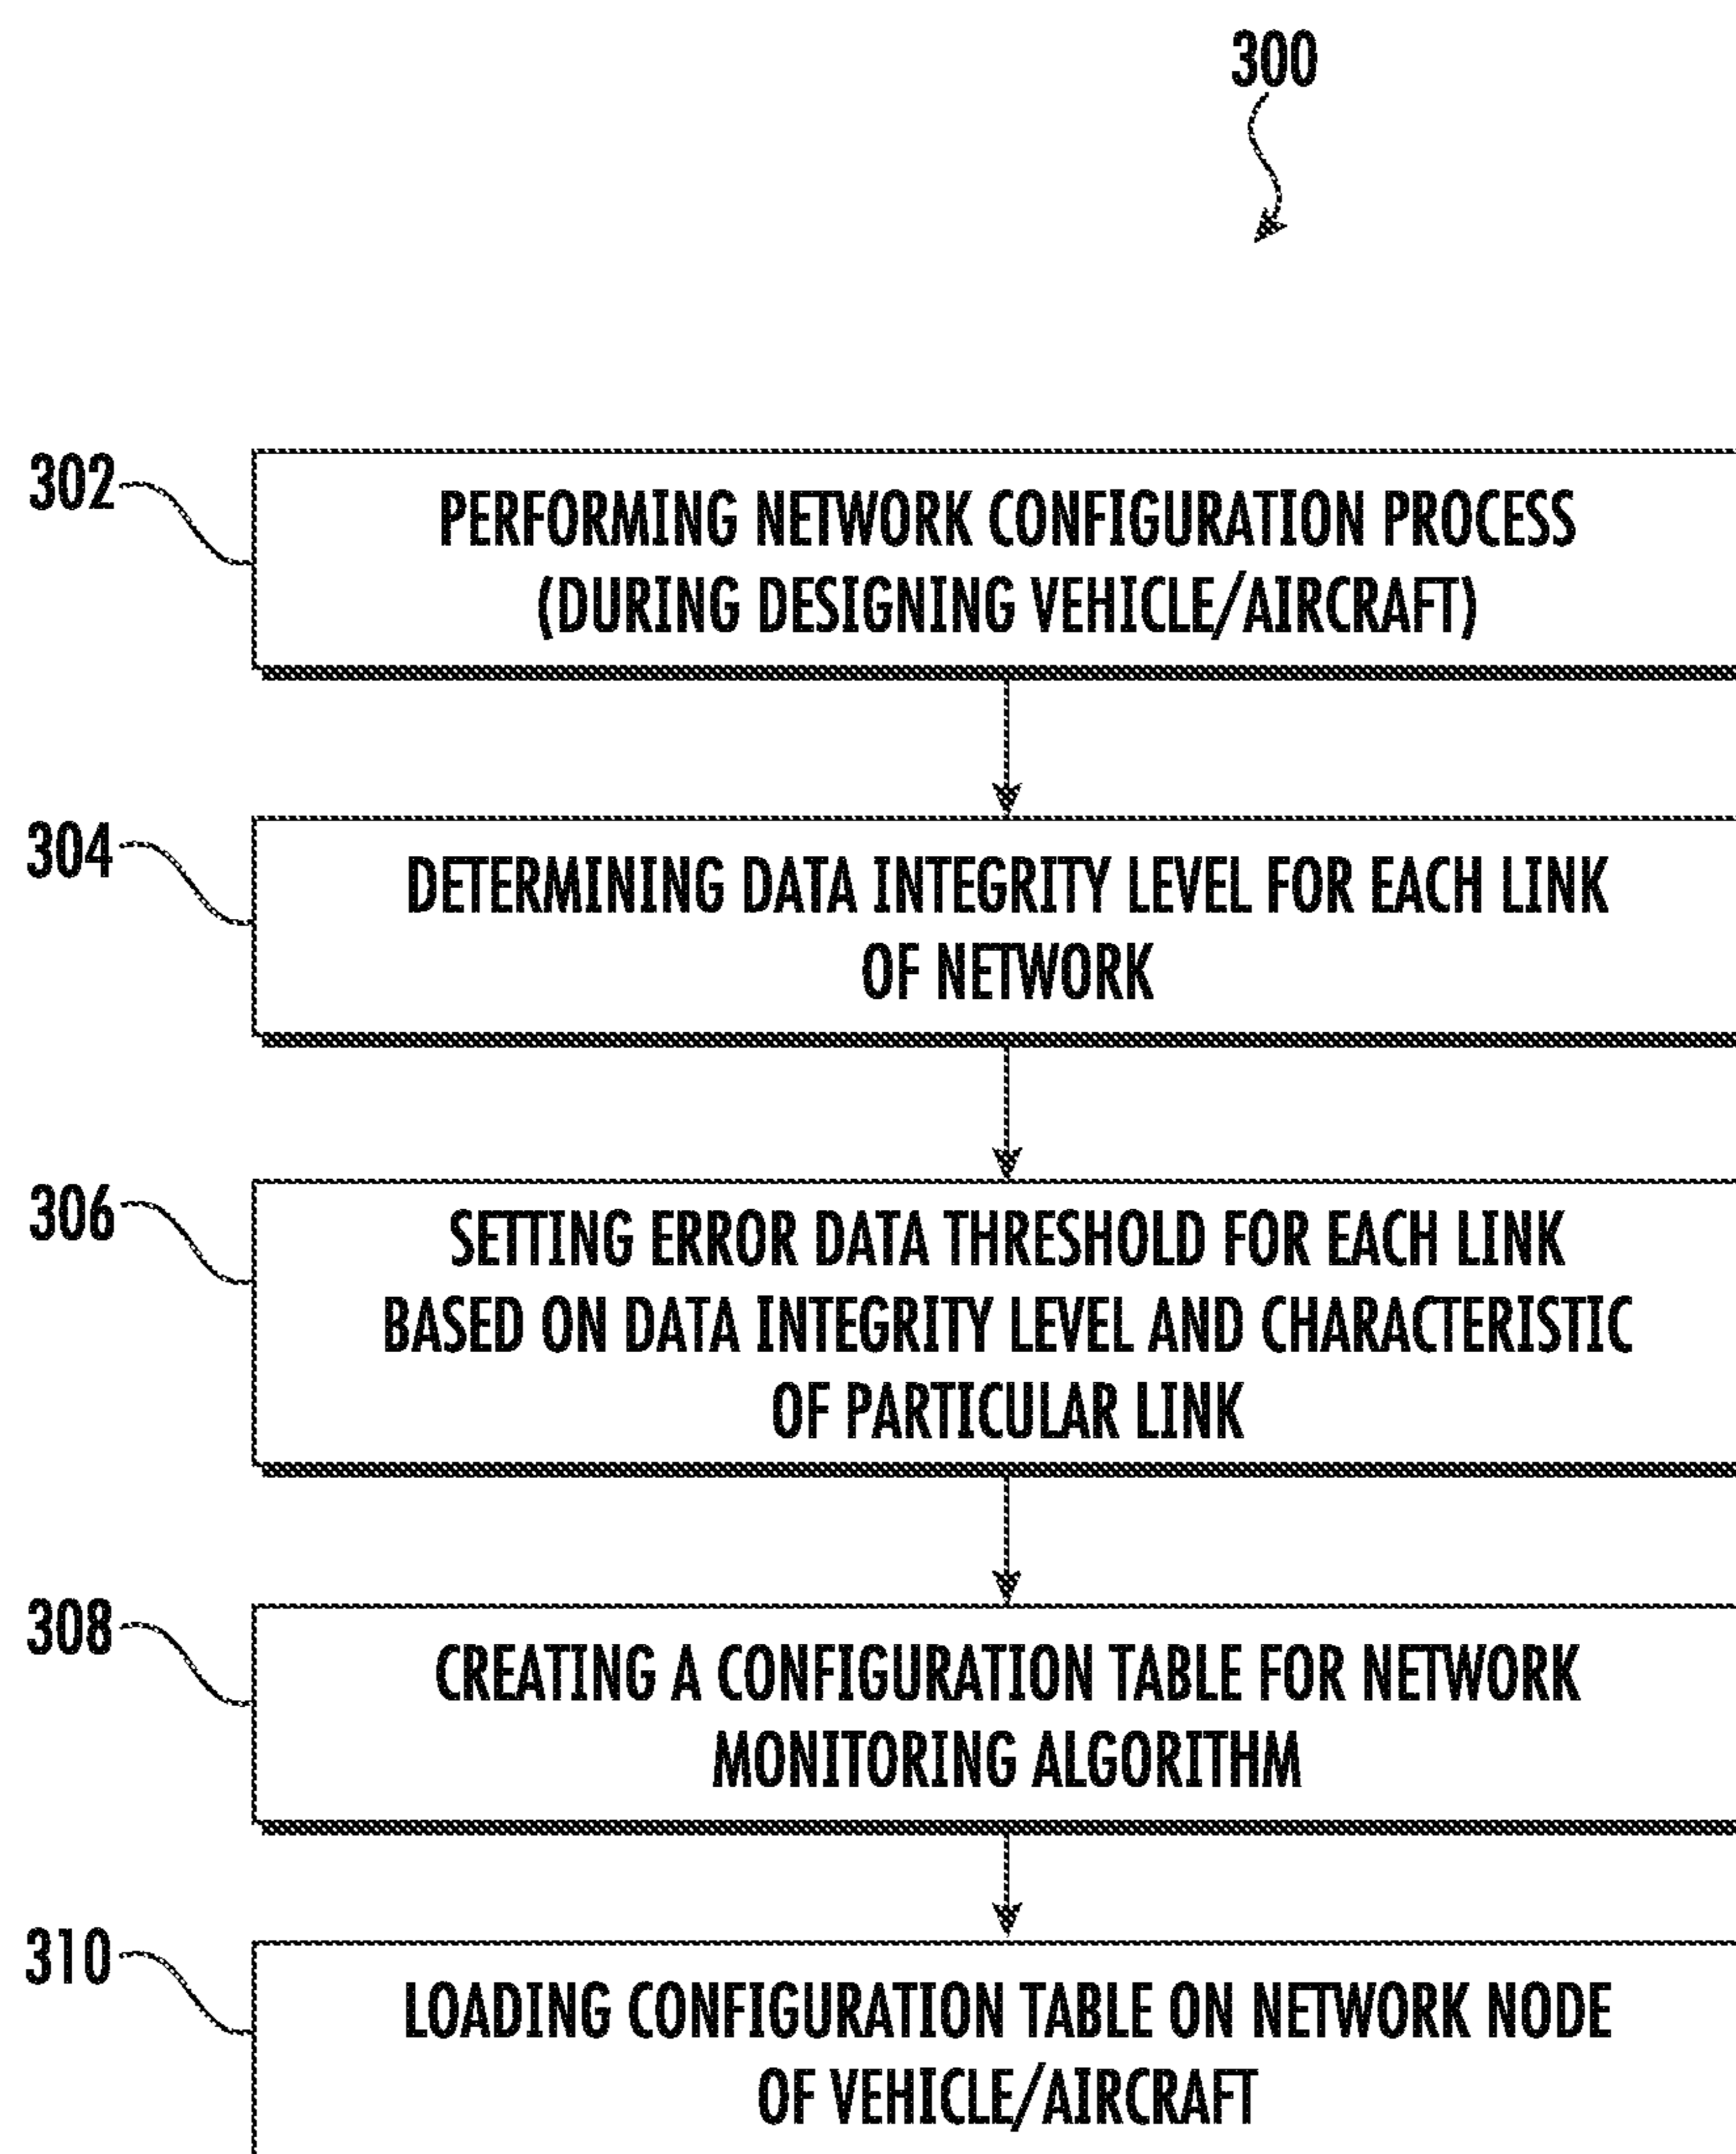 300
302
PERFORMING NETWORK CONFIGURATION PROCESS
(DURING DESIGNING VEHICLE/AIRCRAFT)
304
DETERMINING DATA INTEGRITY LEVEL FOR EACH LINK
OF NETWORK
306
SETTING ERROR DATA THRESHOLD FOR EACH LINK
BASED ON DATA INTEGRITY LEVEL AND CHARACTERISTIC
OF PARTICULAR LINK
308
CREATING A CONFIGURATION TABLE FOR NETWORK
MONITORING ALGORITHM
310
LOADING CONFIGURATION TABLE ON NETWORK NODE
OF VEHICLE/AIRCRAFT